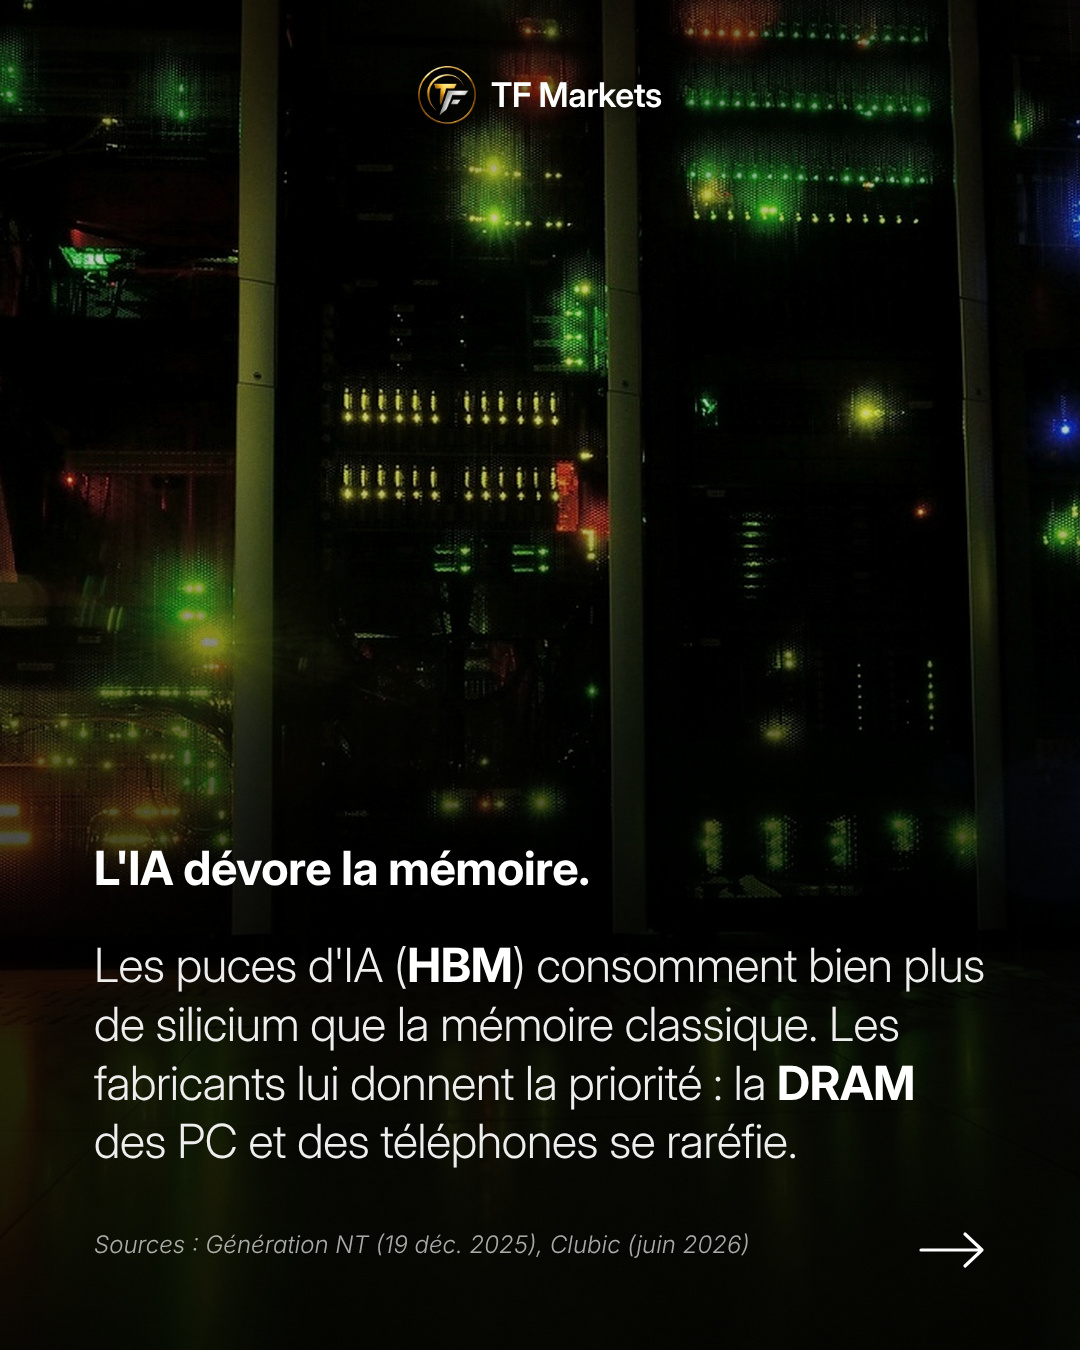 TF Markets
L'IA dévore la mémoire.
Les puces d'IA (HBM) consomment bien plus
de silicium que la mémoire classique. Les
fabricants lui donnent la priorité : la DRAM
des PC et des téléphones se raréfie.
Sources : Génération NT (19 déc. 2025), Clubic (juin 2026)